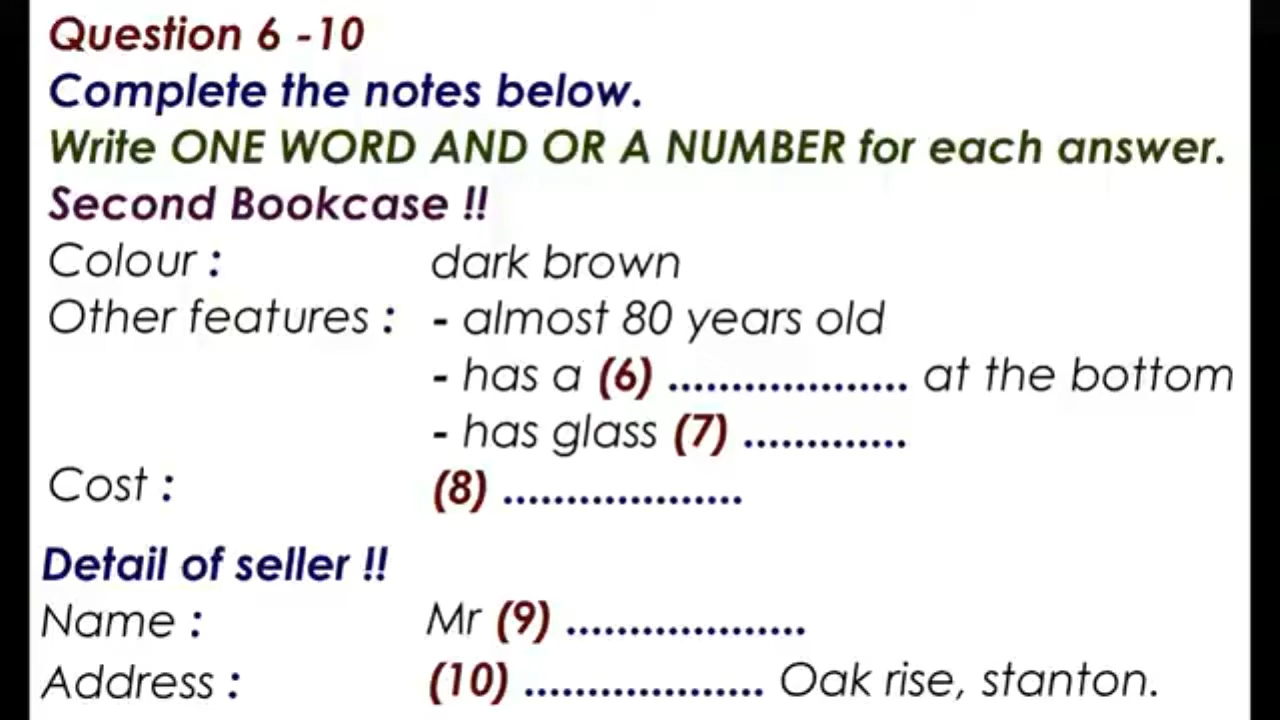 Question 6 -10
Complete the notes below.
Write ONE WORD AND OR A NUMBER for each answer.
Second Bookcase !!
Colour : dark brown
Other features : - almost 80 years old
- has a (6) ................... at the bottom
- has glass (7) .............
Cost : (8) ...................
Detail of seller !!
Name : Mr (9) ...................
Address : (10) ................... Oak rise, stanton.